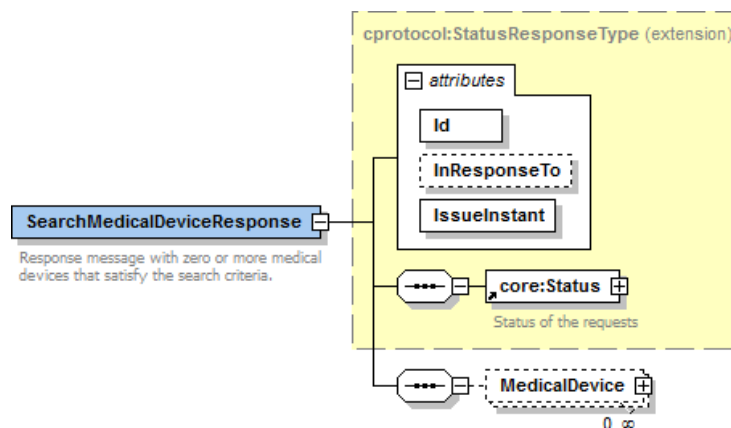 cprotocol:StatusResponseType (extension)
attributes
Id
InResponseTo
IssueInstant
SearchMedicalDeviceResponse
Response message with zero or more medical
devices that satisfy the search criteria.
core:Status
Status of the requests
MedicalDevice
0..∞